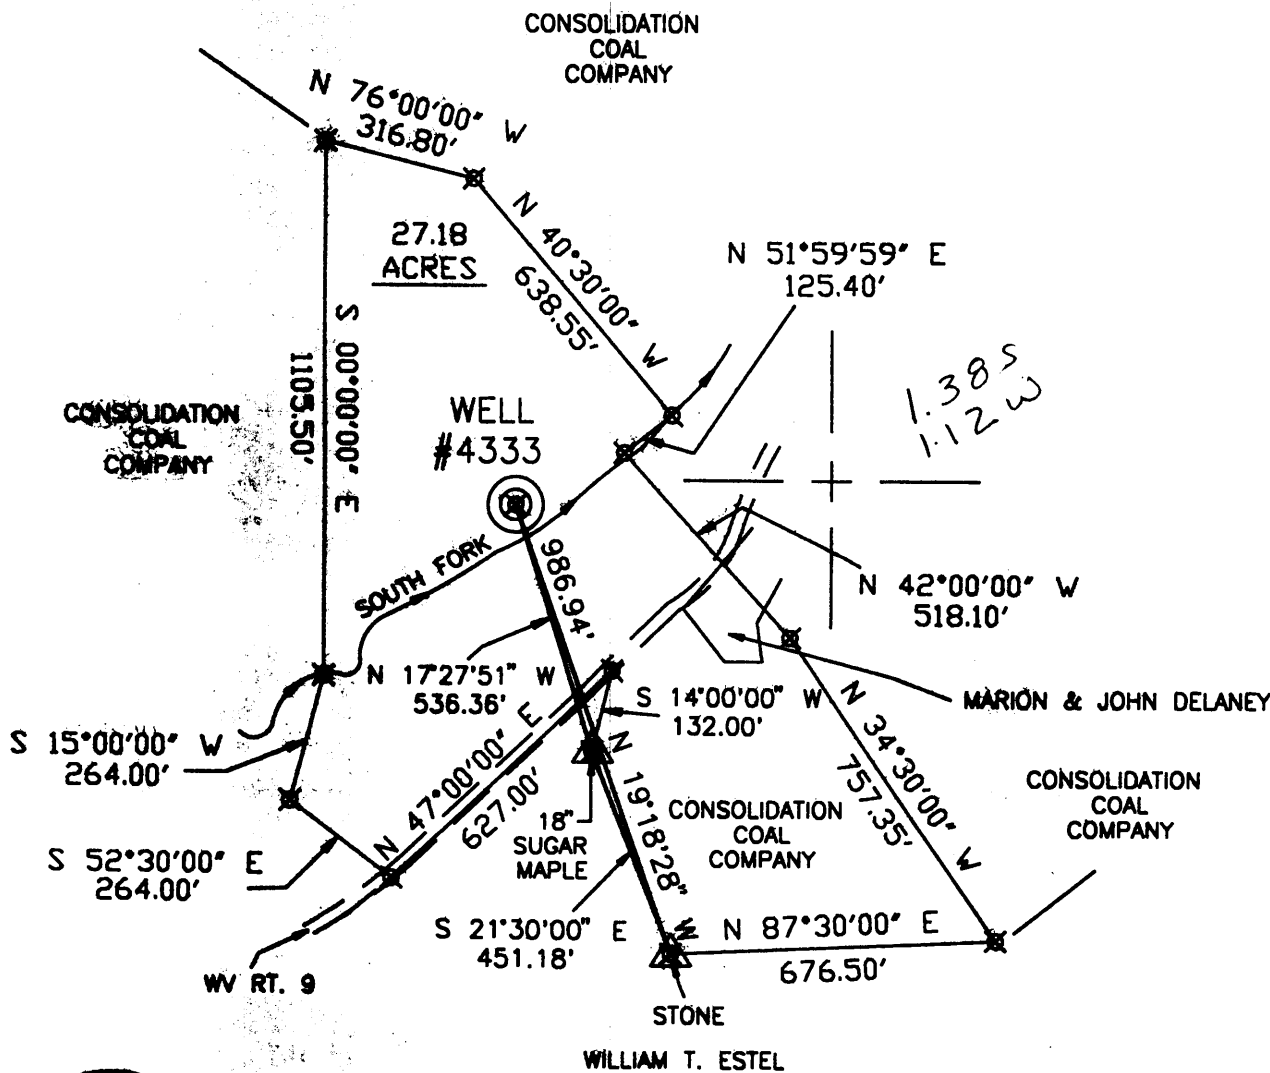 CONSOLIDATION
COAL
COMPANY
N 76°00'00" W
316.80'
27.18
ACRES
N 40°30'00" W
638.55'
N 51°59'59" E
125.40'
1.38 S
1.12 W
S 00°00'00" E
1105.50'
CONSOLIDATION
COAL
COMPANY
WELL
#4333
SOUTH FORK
986.94'
N 42°00'00" W
518.10'
N 17°27'51" W
536.36'
S 14°00'00" W
132.00'
MARION & JOHN DELANEY
S 15°00'00" W
264.00'
N 47°00'00" E
627.00'
N 19°18'28" W
N 34°30'00" W
757.35'
CONSOLIDATION
COAL
COMPANY
18"
SUGAR
MAPLE
CONSOLIDATION
COAL
COMPANY
S 52°30'00" E
264.00'
S 21°30'00" E
451.18'
N 87°30'00" E
676.50'
WV RT. 9
STONE
WILLIAM T. ESTEL